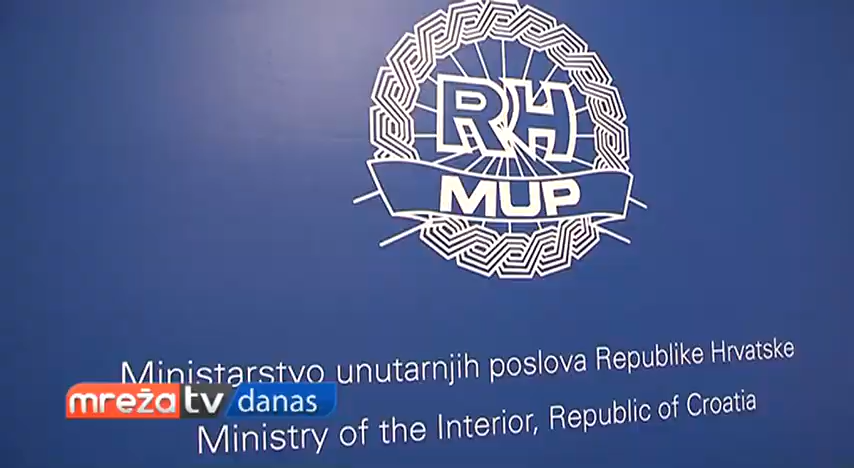 RH
MUP
Ministarstvo unutarnjih poslova Republike Hrvatske
mreža tv danas
Ministry of the Interior, Republic of Croatia